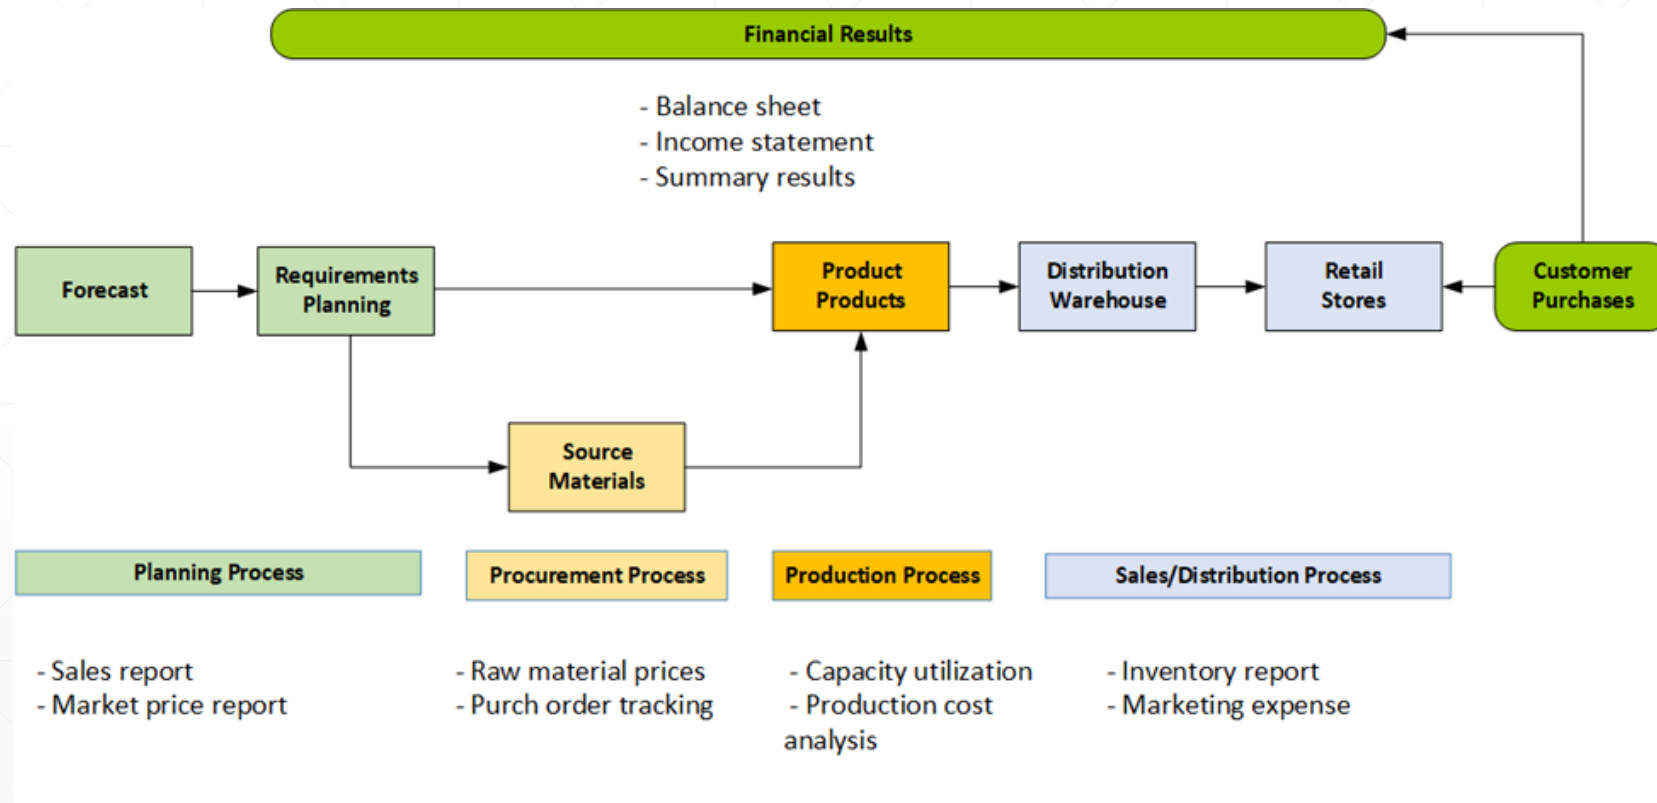 Financial Results
- Balance sheet
- Income statement
- Summary results
Forecast
Requirements
Planning
Product
Products
Distribution
Warehouse
Retail
Stores
Customer
Purchases
Source
Materials
Planning Process
Procurement Process
Production Process
Sales/Distribution Process
- Sales report
- Market price report
- Raw material prices
- Purch order tracking
- Capacity utilization
- Production cost
analysis
- Inventory report
- Marketing expense